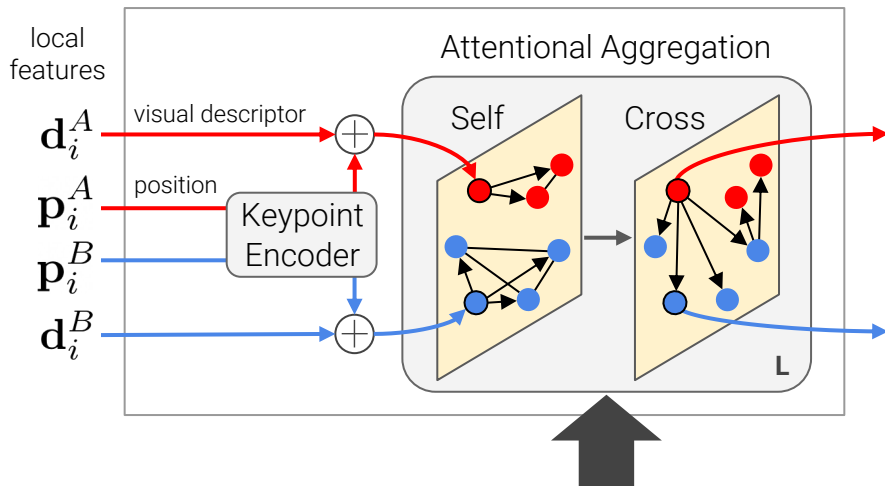 local
features
Attentional Aggregation
visual descriptor
d_i^A
position
p_i^A
Keypoint
Encoder
p_i^B
d_i^B
Self
Cross
L